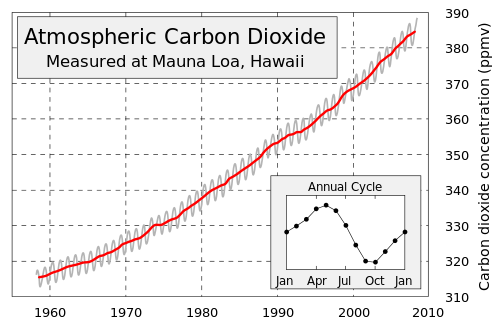 Atmospheric Carbon Dioxide
Measured at Mauna Loa, Hawaii
390
380
370
360
350
340
330
320
310
Carbon dioxide concentration (ppmv)
Annual Cycle
Jan Apr Jul Oct Jan
1960 1970 1980 1990 2000 2010